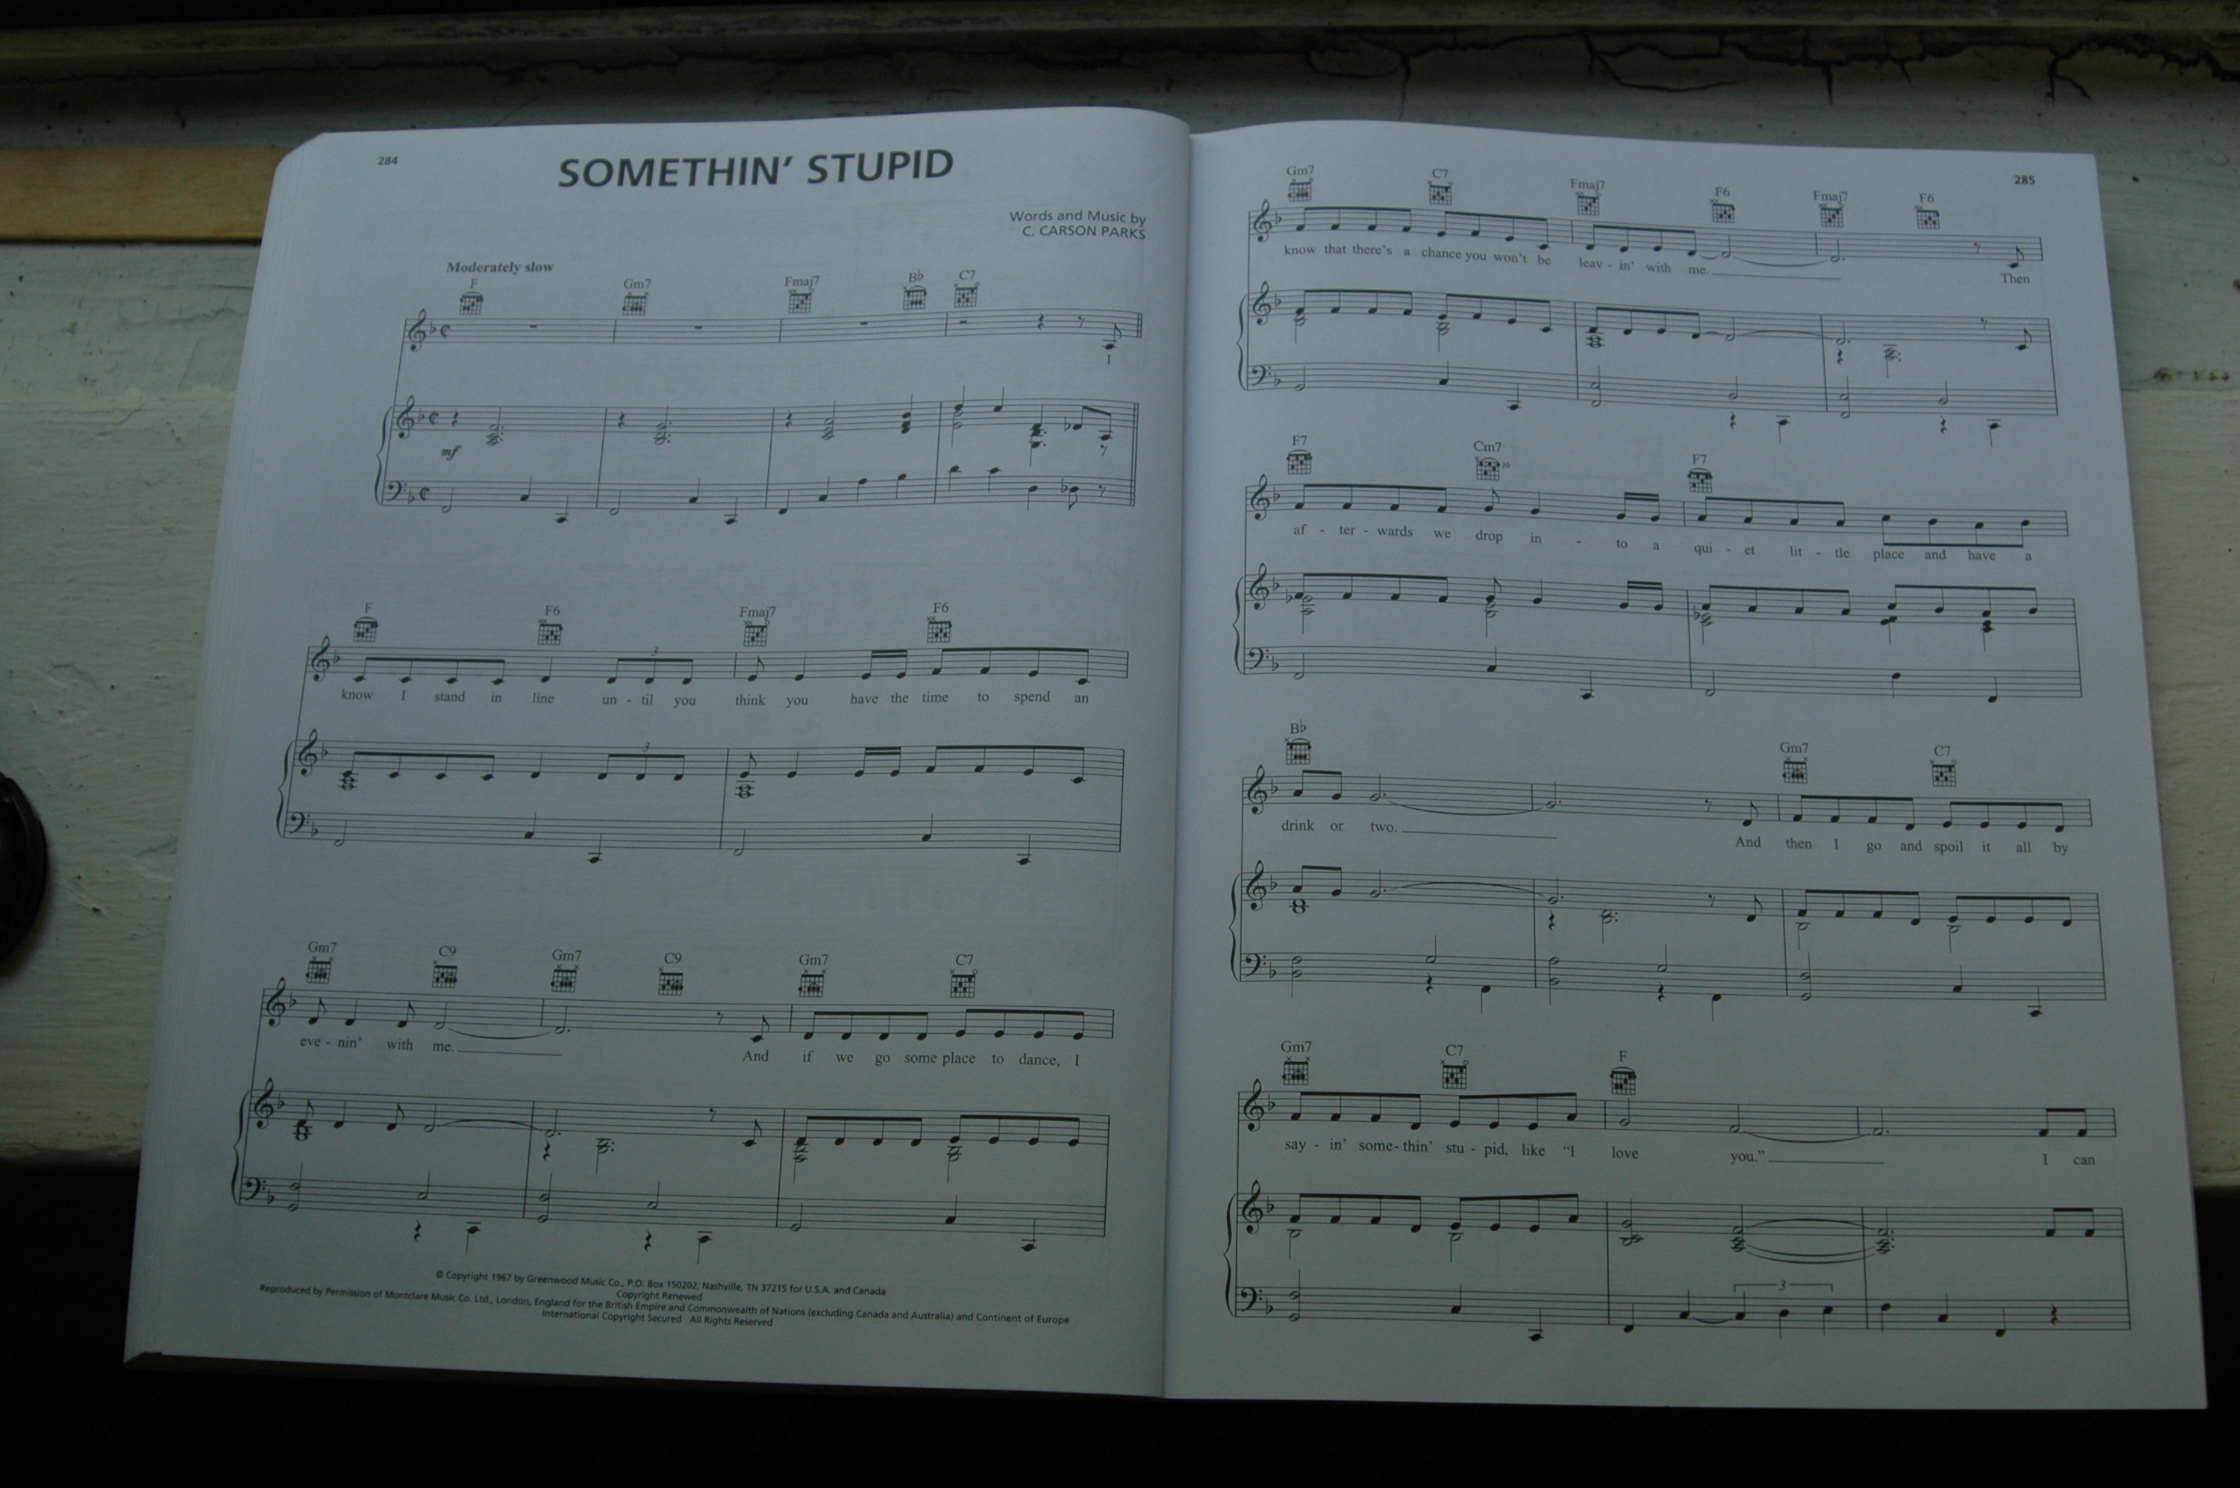 284
SOMETHIN' STUPID
Words and Music by
C. CARSON PARKS
Moderately slow
F Gm7 Fmaj7 B♭ C7
I
mf
F F6 Fmaj7 F6
3
know I stand in line un - til you think you have the time to spend an
3
Gm7 C9 Gm7 C9 Gm7 C7
eve - nin' with me. And if we go some place to dance, I
© Copyright 1967 by Greenwood Music Co., P.O. Box 150202, Nashville, TN 37215 for U.S.A. and Canada
Copyright Renewed
Reproduced by Permission of Montclare Music Co. Ltd., London, England for the British Empire and Commonwealth of Nations (excluding Canada and Australia) and Continent of Europe
International Copyright Secured All Rights Reserved
285
Gm7 C7 Fmaj7 F6 Fmaj7 F6
know that there's a chance you won't be leav - in' with me. Then
F7 Cm7 F7
af - ter - wards we drop in - to a qui - et lit - tle place and have a
B♭ Gm7 C7
drink or two. And then I go and spoil it all by
Gm7 C7 F
say - in' some - thin' stu - pid, like "I love you." I can
3